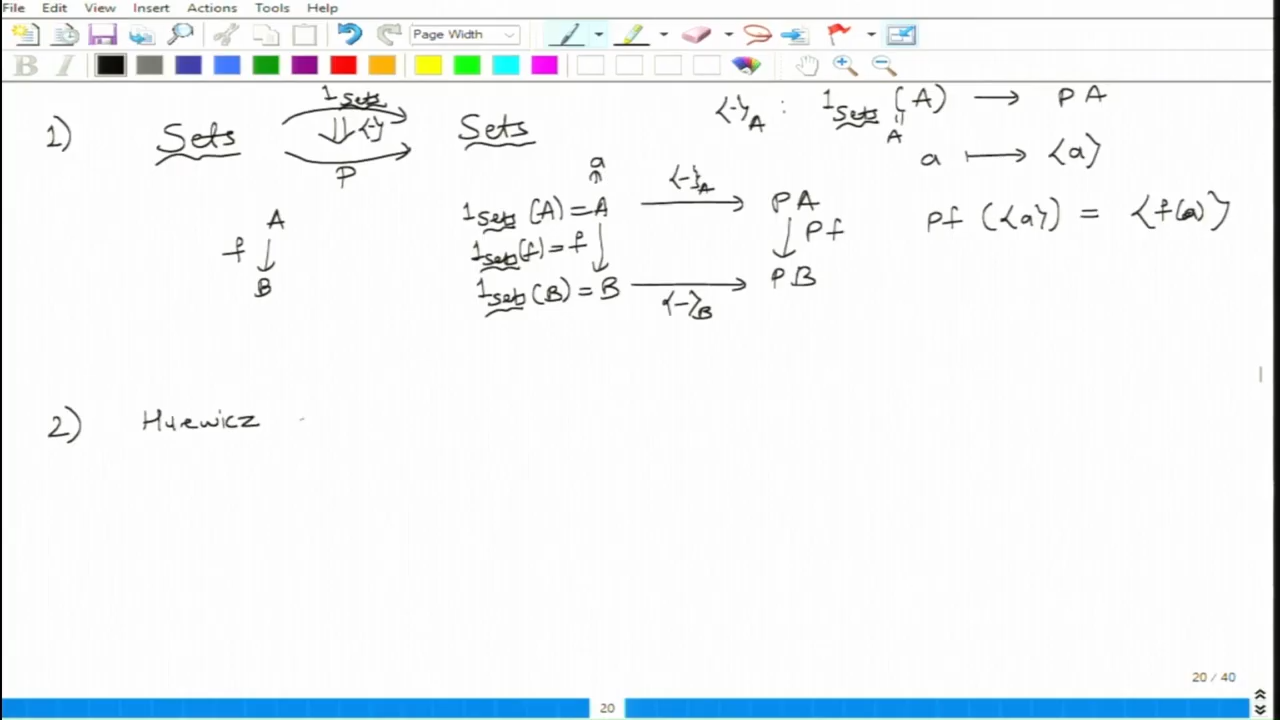 File Edit View Insert Actions Tools Help
Page Width
B I
1) Sets 1_Sets ⇓ {-} P Sets
{-}_A : 1_Sets (A) → PA
A
a ↦ {a}
A f ↓ B
a
1_Sets (A) = A {-}_A → PA
1_Sets (f) = f ↓ ↓ Pf
1_Sets (B) = B {-}_B → PB
Pf ({a}) = {f(a)}
2) Hurewicz
20 / 40
20